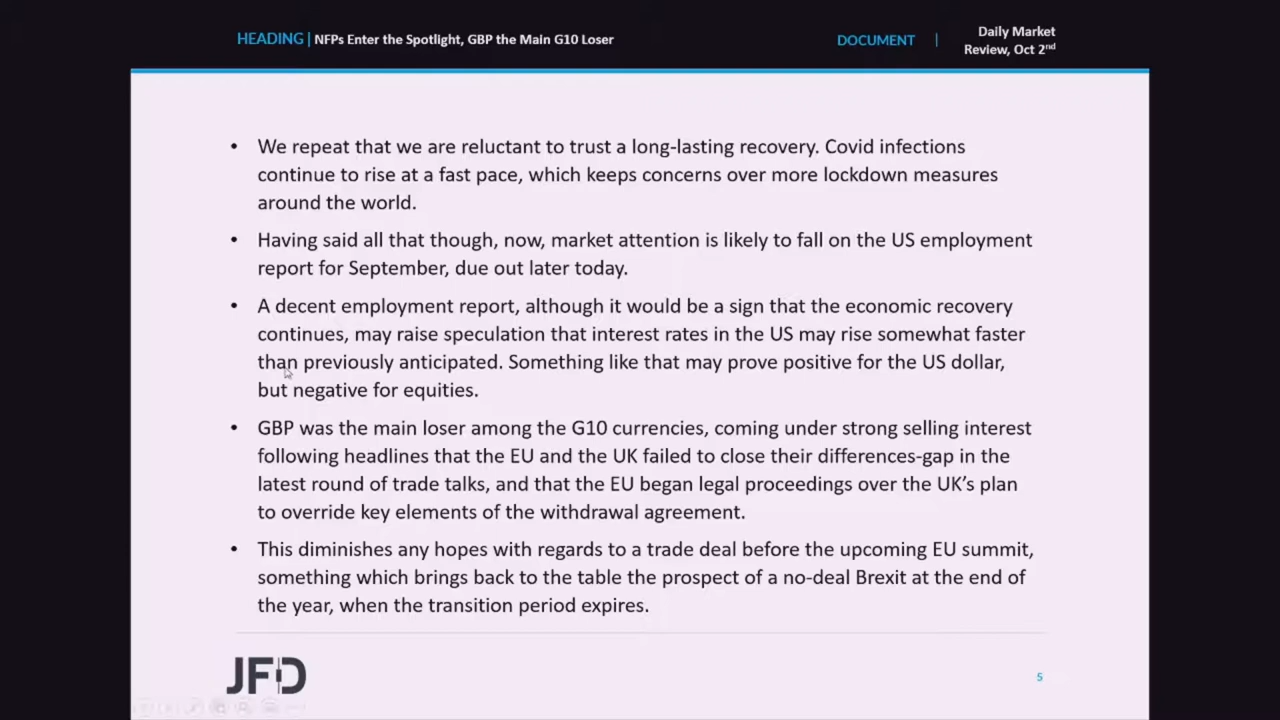 HEADING | NFPs Enter the Spotlight, GBP the Main G10 Loser
DOCUMENT | Daily Market
Review, Oct 2nd
• We repeat that we are reluctant to trust a long-lasting recovery. Covid infections
continue to rise at a fast pace, which keeps concerns over more lockdown measures
around the world.
• Having said all that though, now, market attention is likely to fall on the US employment
report for September, due out later today.
• A decent employment report, although it would be a sign that the economic recovery
continues, may raise speculation that interest rates in the US may rise somewhat faster
than previously anticipated. Something like that may prove positive for the US dollar,
but negative for equities.
• GBP was the main loser among the G10 currencies, coming under strong selling interest
following headlines that the EU and the UK failed to close their differences-gap in the
latest round of trade talks, and that the EU began legal proceedings over the UK’s plan
to override key elements of the withdrawal agreement.
• This diminishes any hopes with regards to a trade deal before the upcoming EU summit,
something which brings back to the table the prospect of a no-deal Brexit at the end of
the year, when the transition period expires.
JFD
5